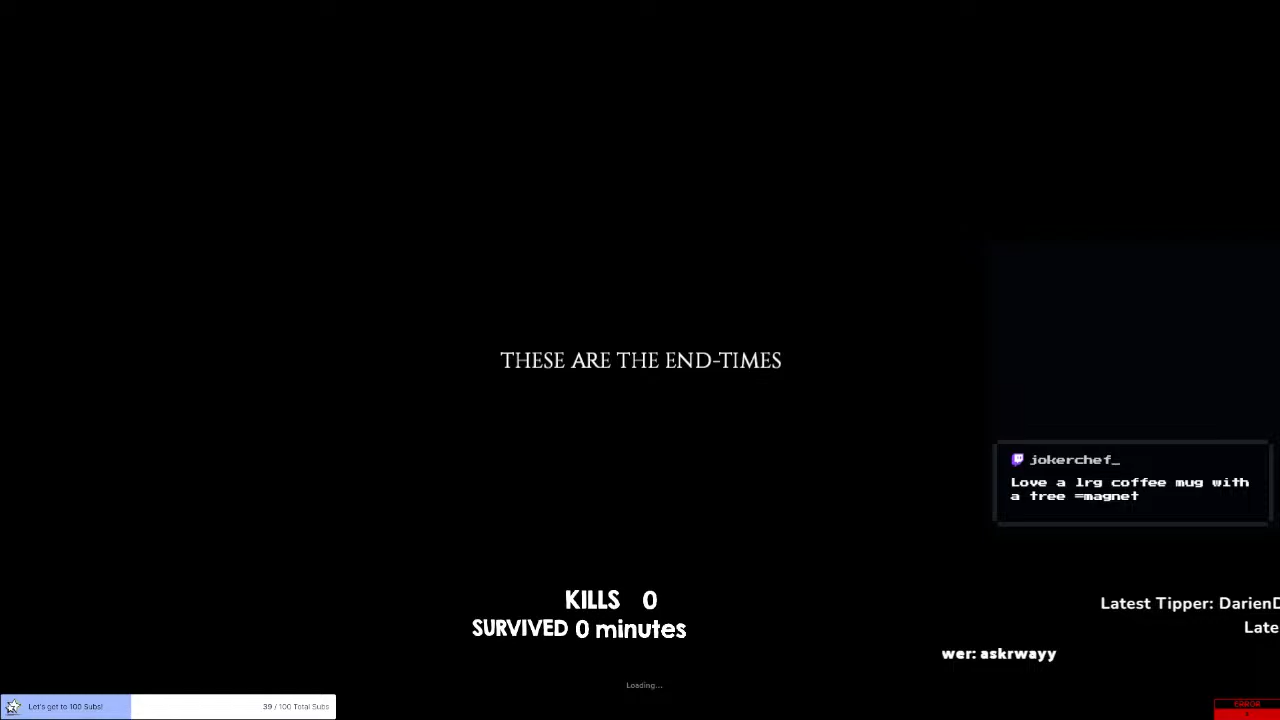 THESE ARE THE END-TIMES
jokerchef_
Love a lrg coffee mug with
a tree =magnet
KILLS 0
SURVIVED 0 minutes
Latest Tipper: DarienD
Late
wer: askrwayy
Loading...
Let's get to 100 Subs!
39 / 100 Total Subs
ERROR